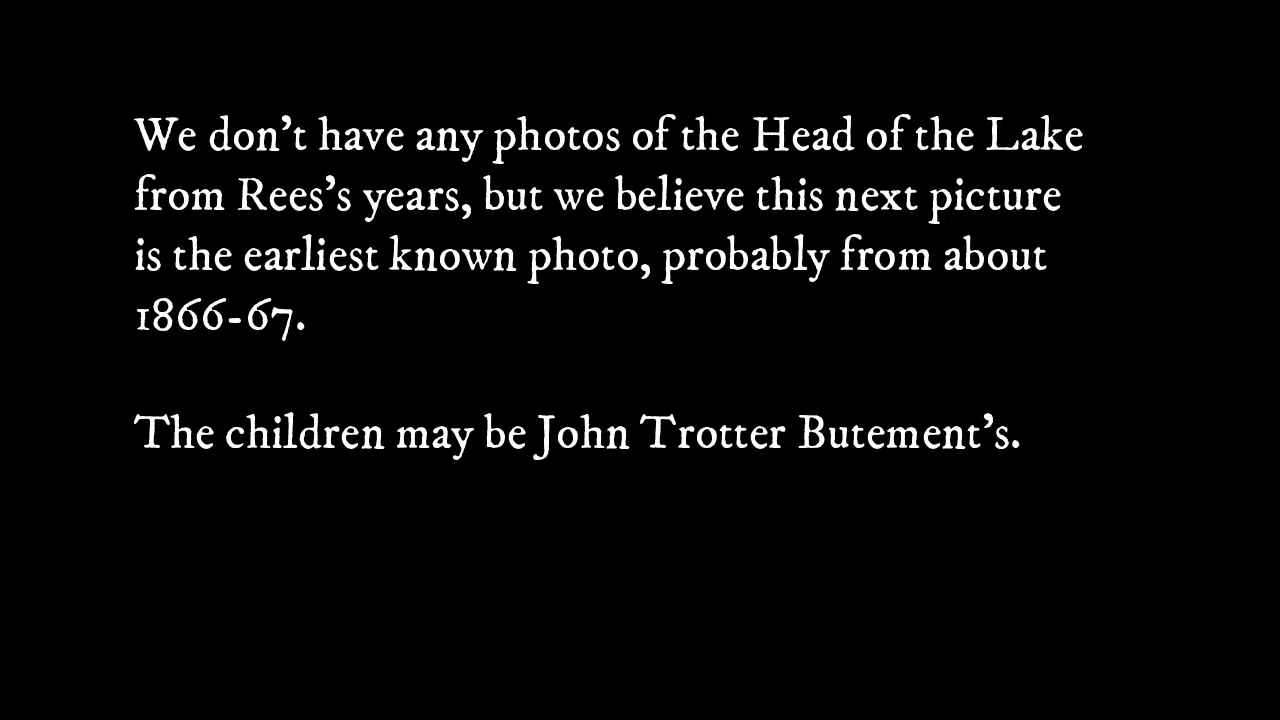 We don’t have any photos of the Head of the Lake
from Rees’s years, but we believe this next picture
is the earliest known photo, probably from about
1866-67.
The children may be John Trotter Butement’s.